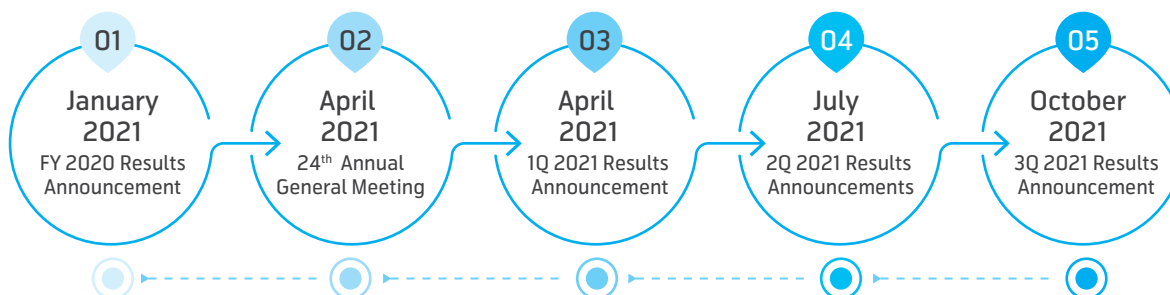 01
January
2021
FY 2020 Results
Announcement
02
April
2021
24th Annual
General Meeting
03
April
2021
1Q 2021 Results
Announcement
04
July
2021
2Q 2021 Results
Announcements
05
October
2021
3Q 2021 Results
Announcement